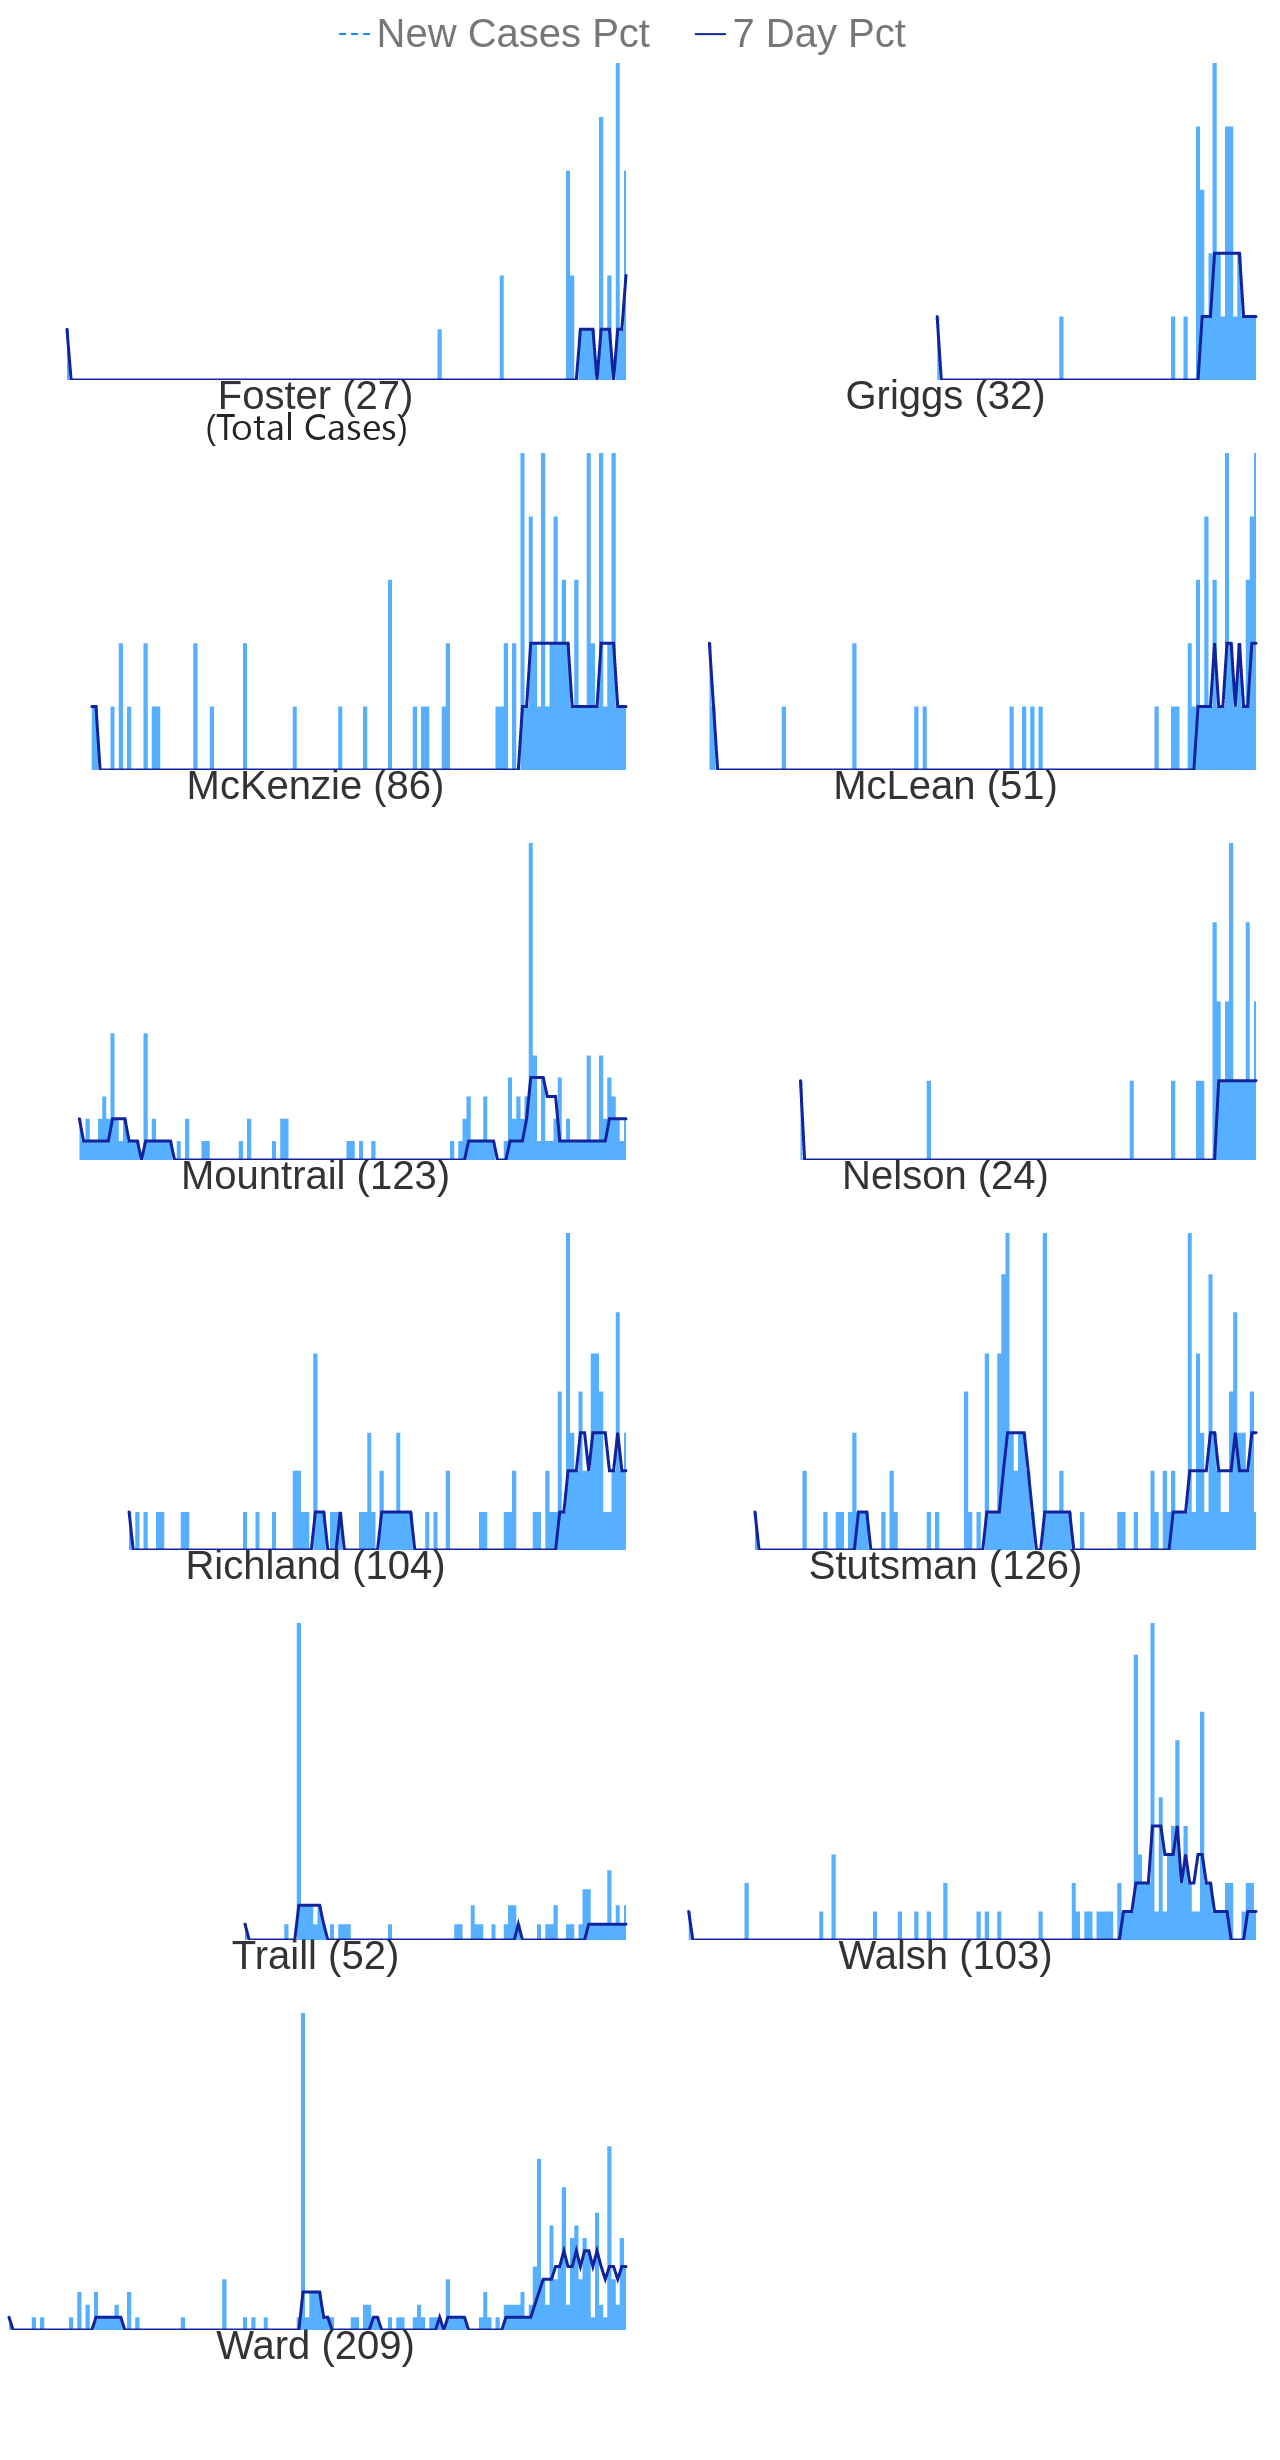 New Cases Pct 7 Day Pct
Foster (27) Griggs (32)
(Total Cases)
McKenzie (86) McLean (51)
Mountrail (123) Nelson (24)
Richland (104) Stutsman (126)
Traill (52) Walsh (103)
Ward (209)